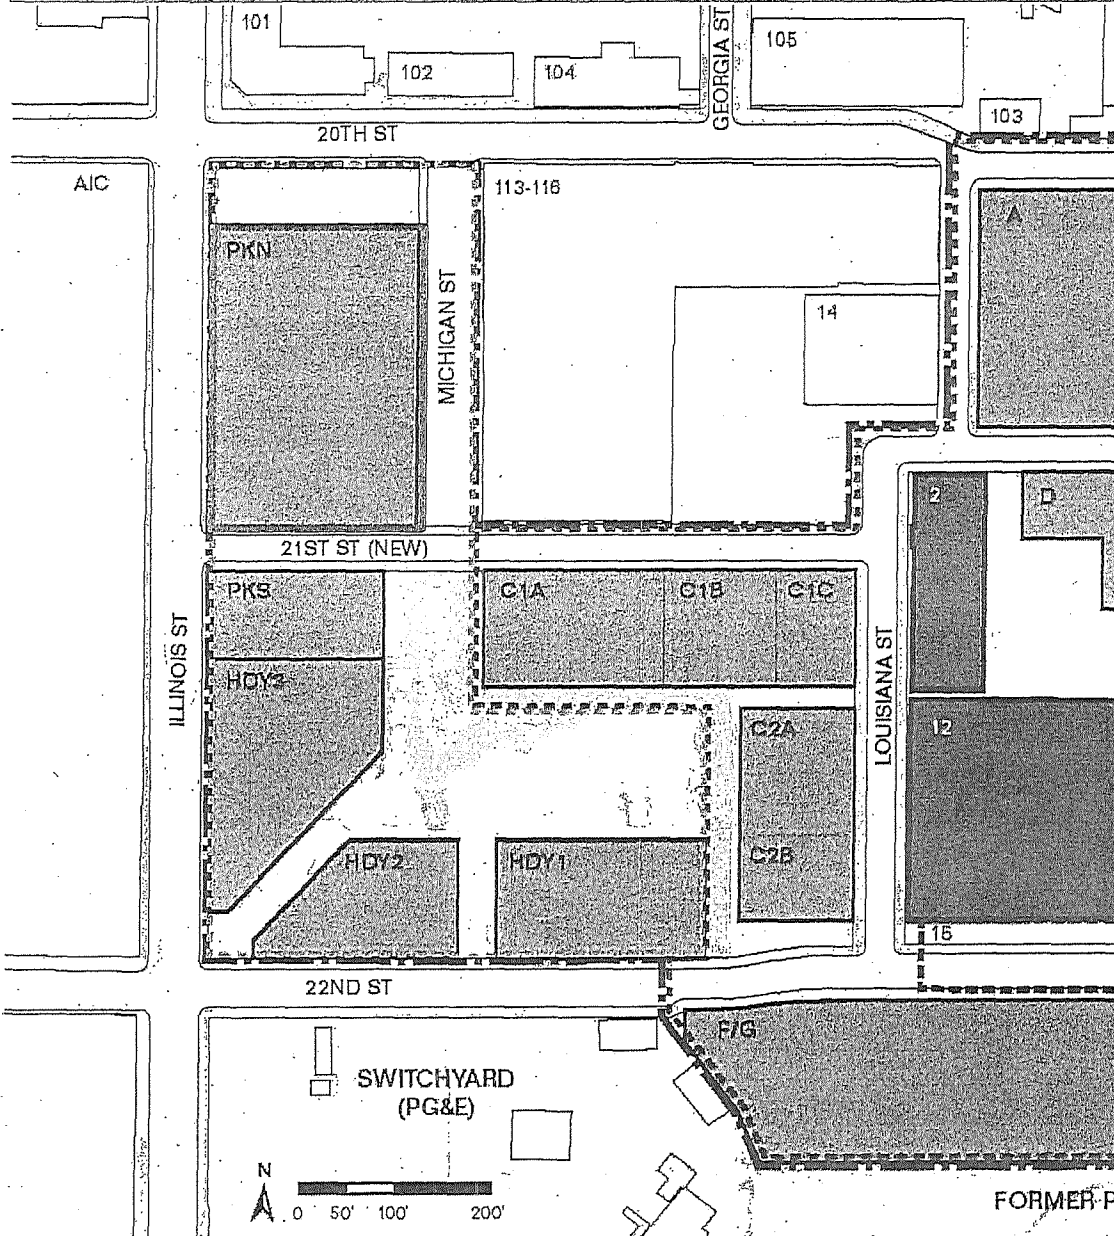 101
102
104
GEORGIA ST
105
103
20TH ST
AIC
113-116
A
PKN
MICHIGAN ST
14
2
D
21ST ST (NEW)
PKS
C1A
C1B
C1C
ILLINOIS ST
HDY3
LOUISIANA ST
C2A
12
HDY2
HDY1
C2B
15
22ND ST
F/G
SWITCHYARD
(PG&E)
N
0 50' 100' 200'
FORMER P